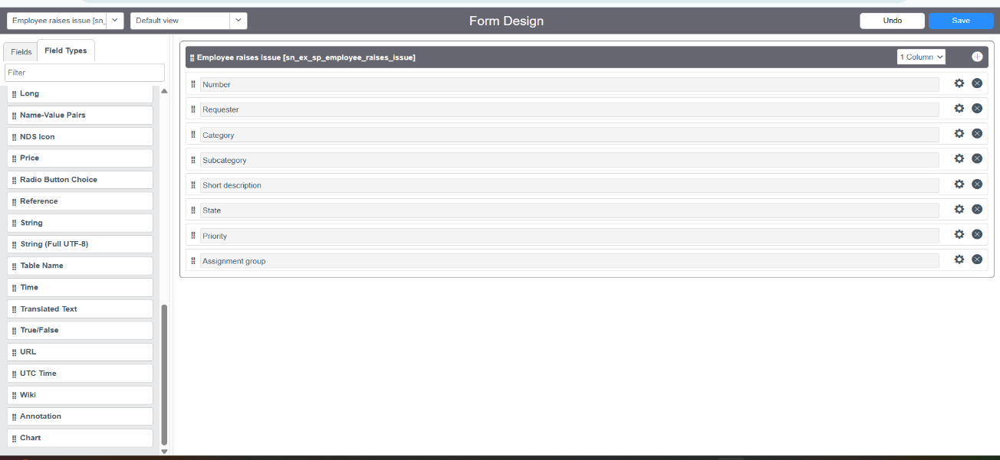 Employee raises issue [sn_
Default view
Form Design
Undo
Save
Fields
Field Types
Filter
Long
Name-Value Pairs
NDS Icon
Price
Radio Button Choice
Reference
String
String (Full UTF-8)
Table Name
Time
Translated Text
True/False
URL
UTC Time
Wiki
Annotation
Chart
Employee raises issue [sn_ex_sp_employee_raises_issue]
1 Column
Number
Requester
Category
Subcategory
Short description
State
Priority
Assignment group